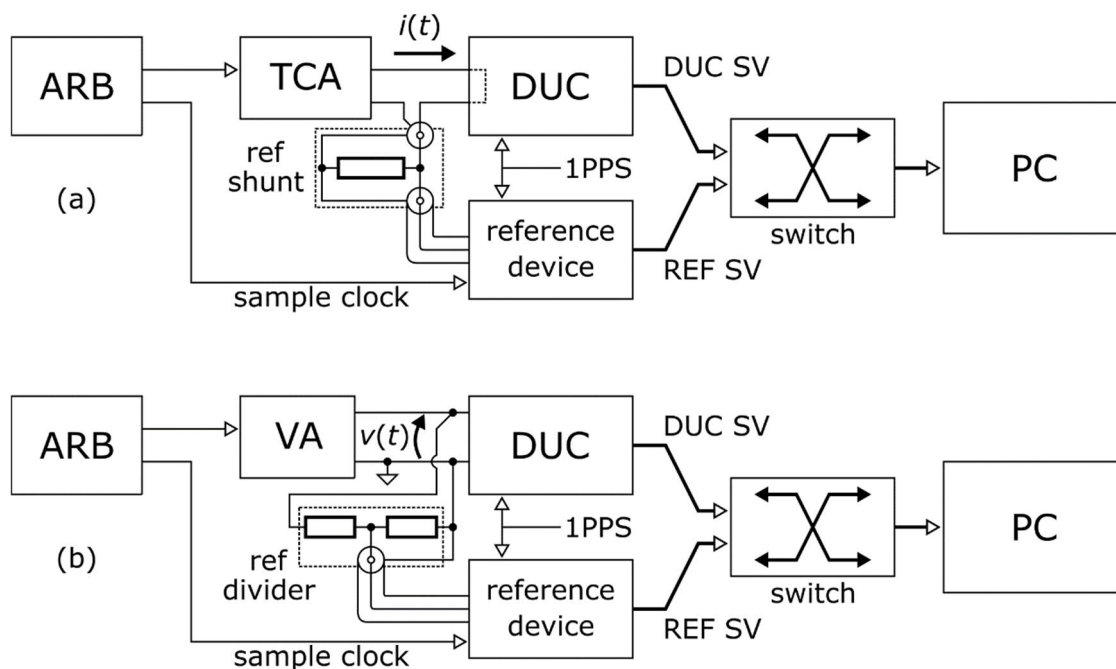 i(t)
ARB
TCA
DUC
DUC SV
ref
shunt
1PPS
PC
(a)
reference
device
switch
REF SV
sample clock
ARB
VA
v(t)
DUC
DUC SV
1PPS
PC
(b)
ref
divider
reference
device
switch
REF SV
sample clock